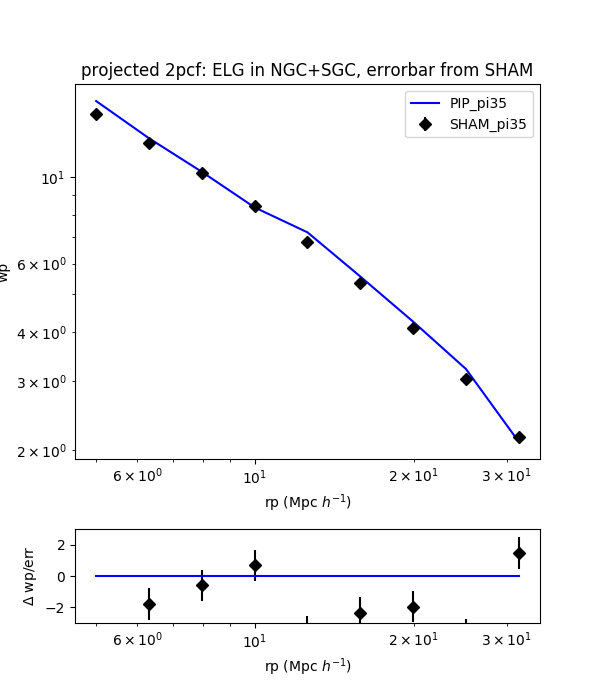 projected 2pcf: ELG in NGC+SGC, errorbar from SHAM
PIP_pi35
SHAM_pi35
10¹
6 × 10⁰
4 × 10⁰
3 × 10⁰
2 × 10⁰
wp
6 × 10⁰ 10¹ 2 × 10¹ 3 × 10¹
rp (Mpc h⁻¹)
2
0
−2
Δ wp/err
6 × 10⁰ 10¹ 2 × 10¹ 3 × 10¹
rp (Mpc h⁻¹)